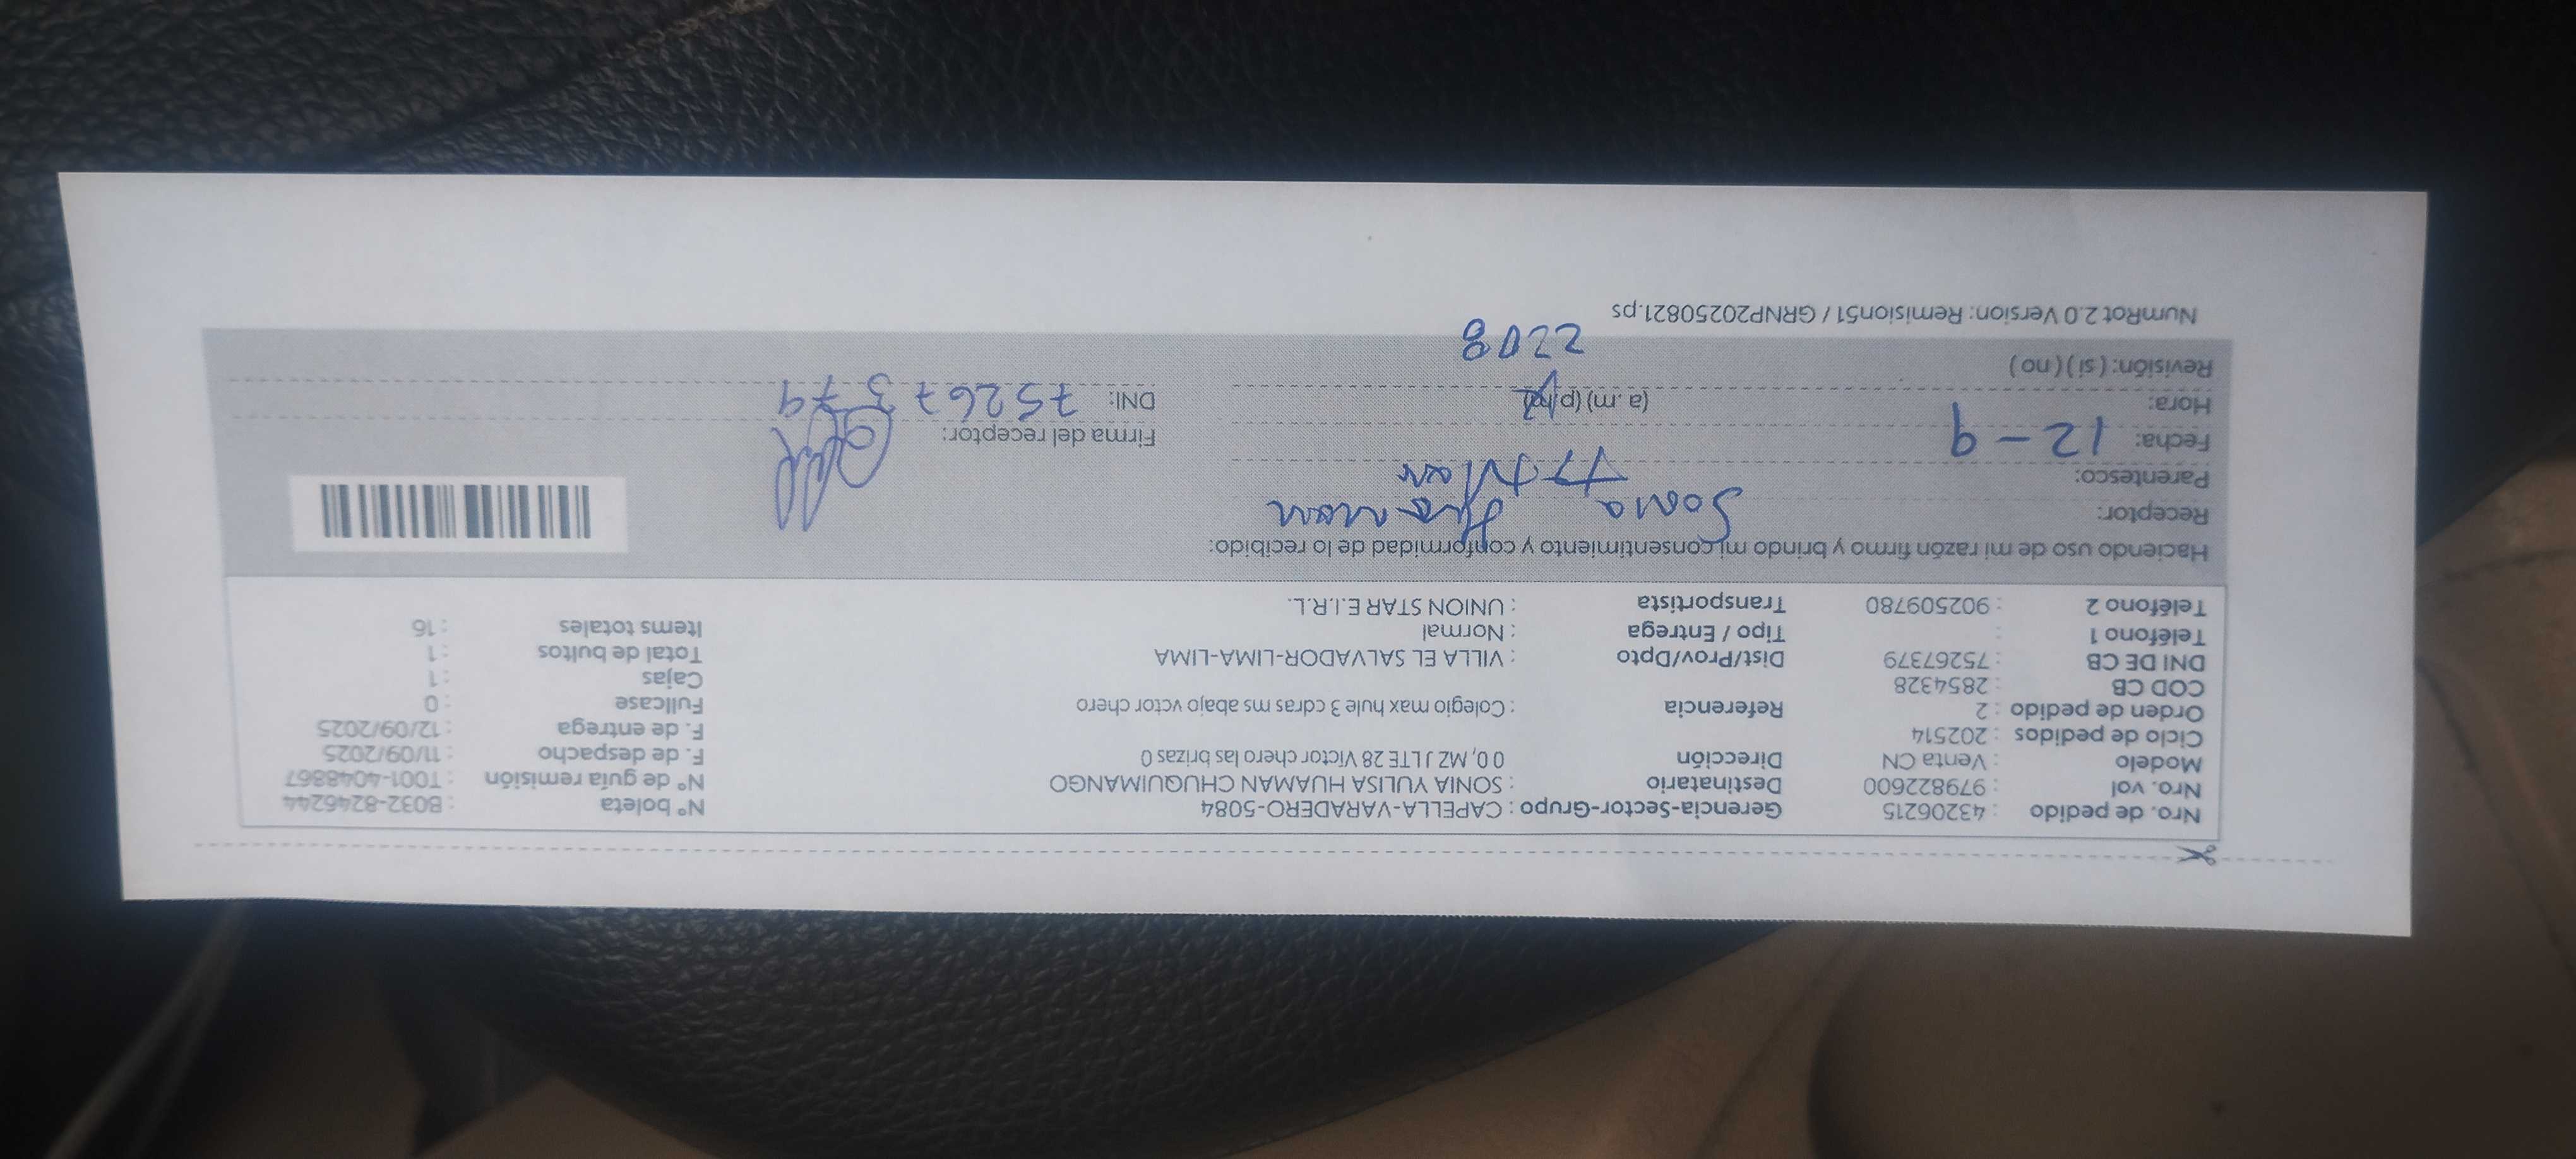 Nro. de pedido : 43206215 Gerencia-Sector-Grupo : CAPELLA-VARADERO-5084 N° boleta : B032-8246244
Nro. vol : 979822600 Destinatario : SONIA YULISA HUAMAN CHUQUIMANGO N° de guía remisión : T001-4048867
Modelo : Venta CN Dirección 0 0, MZ J LTE 28 Victor chero las brizas 0 F. de despacho : 11/09/2025
Ciclo de pedidos : 202514 F. de entrega : 12/09/2025
Orden de pedido : 2 Referencia : Colegio max hule 3 cdras ms abajo vctor chero Fullcase : 0
COD CB : 2854328 Cajas : 1
DNI DE CB : 75267379 Dist/Prov/Dpto : VILLA EL SALVADOR-LIMA-LIMA Total de bultos : 1
Teléfono 1 : Tipo / Entrega : Normal Items totales : 16
Teléfono 2 : 902509780 Transportista : UNION STAR E.I.R.L.
Haciendo uso de mi razón firmo y brindo mi consentimiento y conformidad de lo recibido:
Receptor: Sonia Huaman
Parentesco:
Fecha: 12-9 Firma del receptor:
Hora: (a. m) (p/m) DNI: 75267379
Revisión: ( si ) ( no ) 2208
NumRot 2.0 Version: Remision51 / GRNP20250821.ps